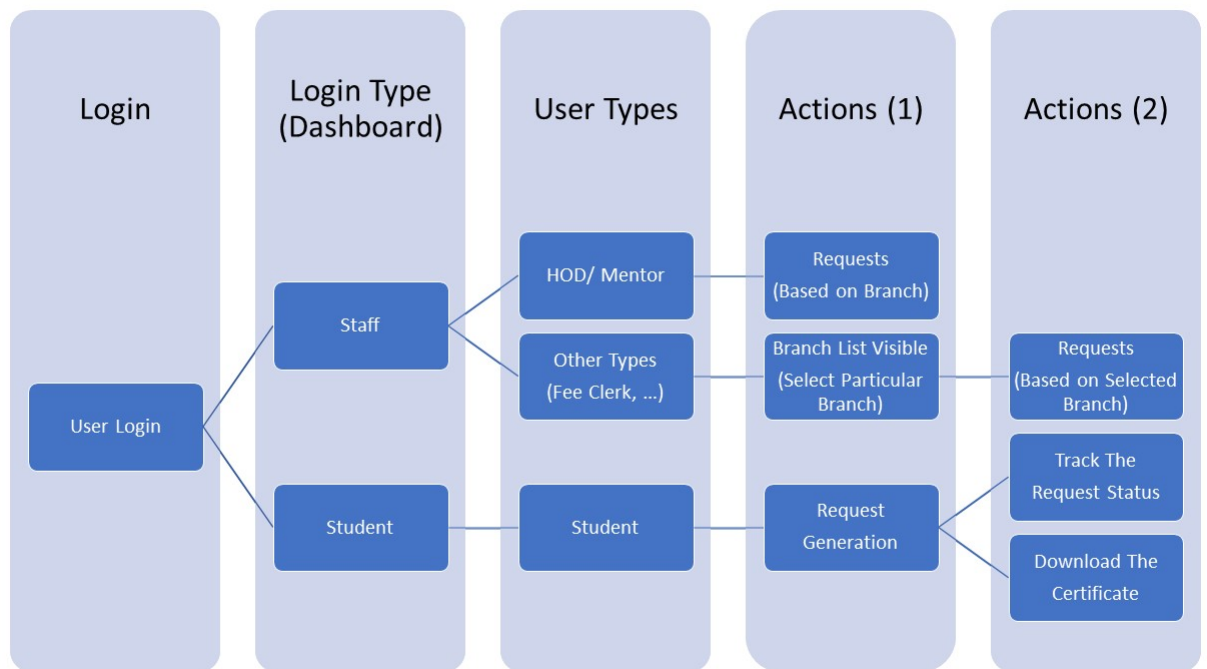 Login
Login Type
(Dashboard)
User Types
Actions (1)
Actions (2)
HOD/ Mentor
Requests
(Based on Branch)
Staff
Other Types
(Fee Clerk, ...)
Branch List Visible
(Select Particular
Branch)
Requests
(Based on Selected
Branch)
User Login
Track The
Request Status
Student
Student
Request
Generation
Download The
Certificate